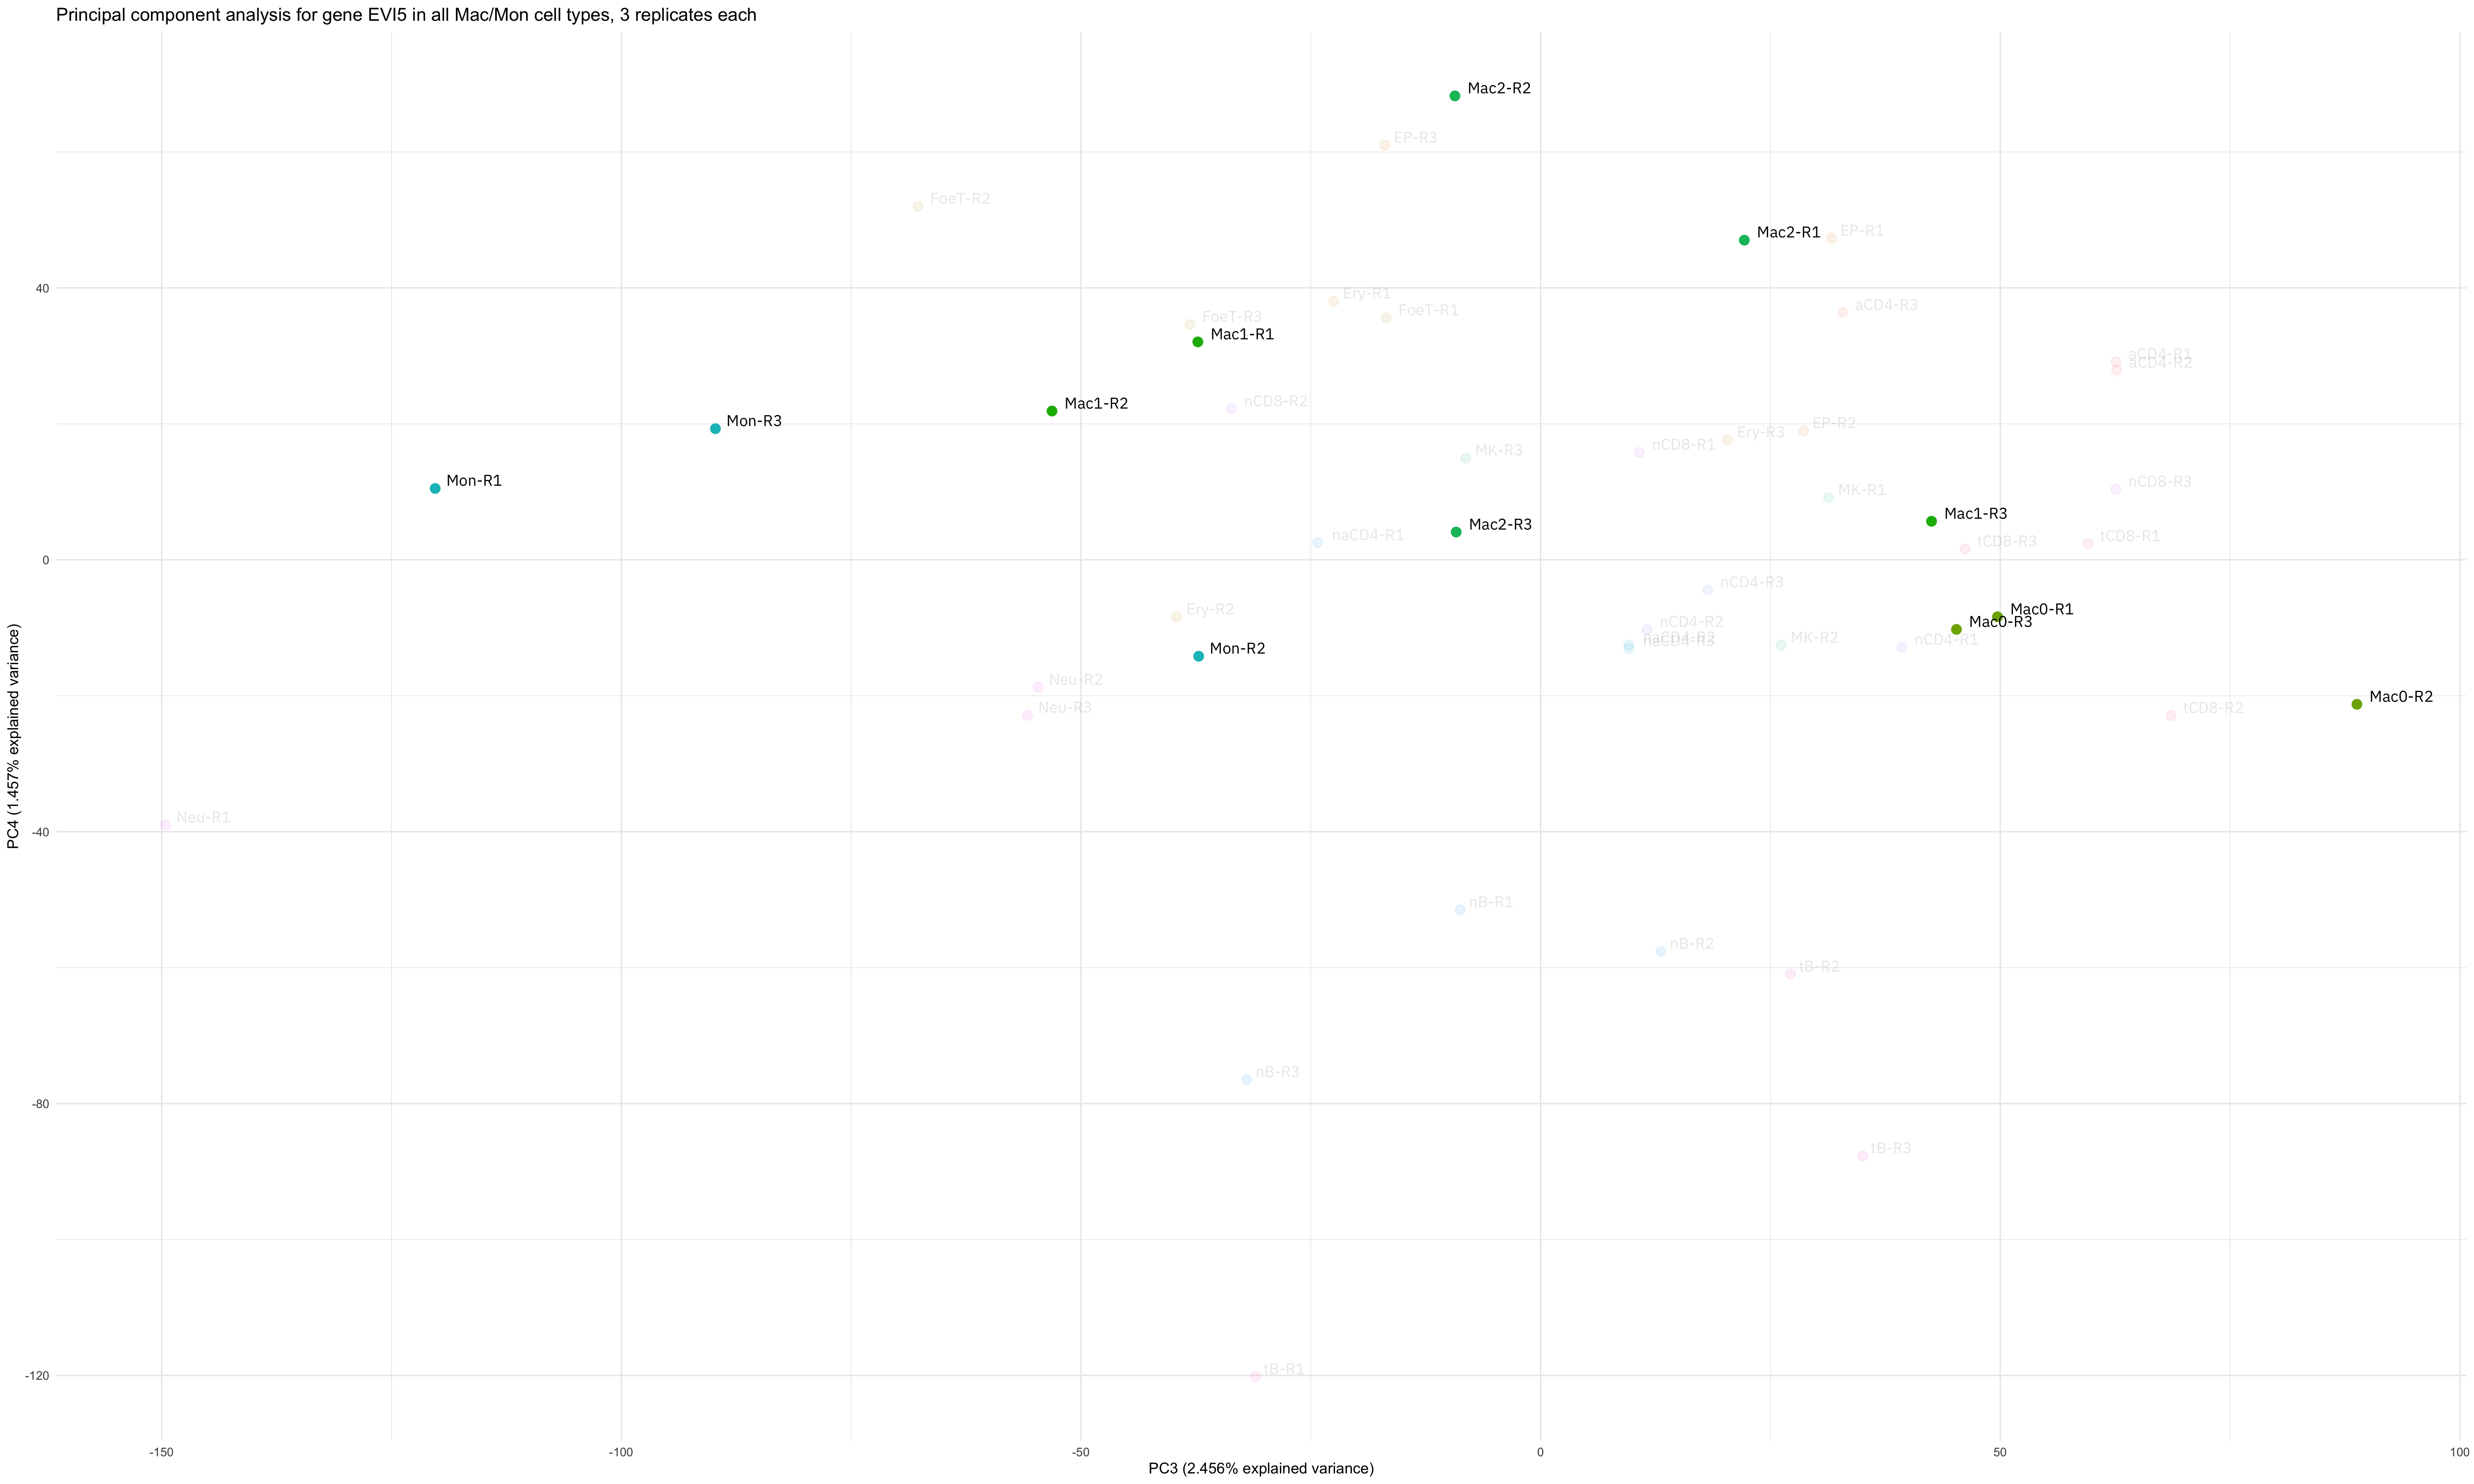 Principal component analysis for gene EVI5 in all Mac/Mon cell types, 3 replicates each
Mac2-R2
EP-R3
FoeT-R2
Mac2-R1
EP-R1
40
Ery-R1
aCD4-R3
FoeT-R1
FoeT-R3
Mac1-R1
aCD4-R1
aCD4-R2
nCD8-R2
Mac1-R2
Mon-R3
EP-R2
Ery-R3
nCD8-R1
MK-R3
Mon-R1
nCD8-R3
MK-R1
Mac1-R3
Mac2-R3
naCD4-R1
tCD8-R1
tCD8-R3
0
nCD4-R3
Ery-R2
Mac0-R1
Mac0-R3
nCD4-R2
naCD4-R2
naCD4-R3
MK-R2
nCD4-R1
Mon-R2
Neu-R2
Mac0-R2
Neu-R3
tCD8-R2
PC4 (1.457% explained variance)
Neu-R1
-40
nB-R1
nB-R2
tB-R2
nB-R3
-80
tB-R3
tB-R1
-120
-150
-100
-50
0
50
100
PC3 (2.456% explained variance)